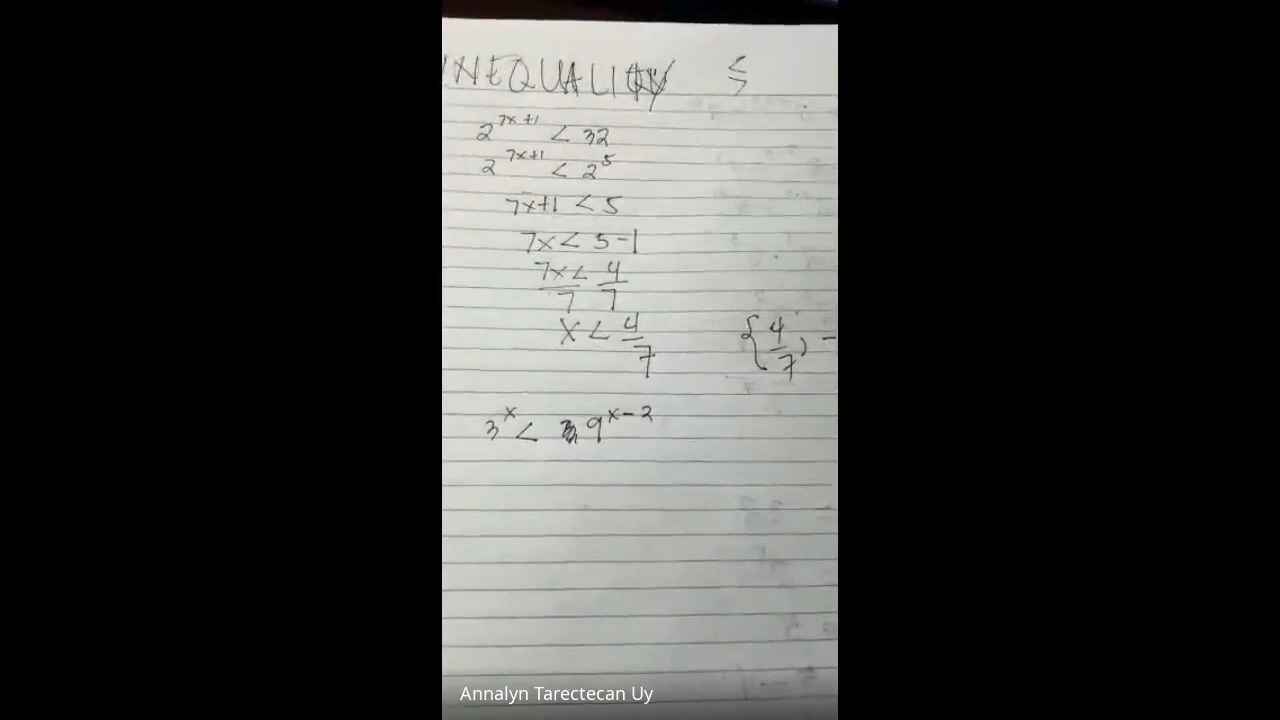 INEQUALITY ≤ >
2^{7x+1} < 32
2^{7x+1} < 2^5
7x+1 < 5
7x < 5-1
7x/7 < 4/7
x < 4/7 {4/7, -
3^x < 9^{x-2}
Annalyn Tarectecan Uy